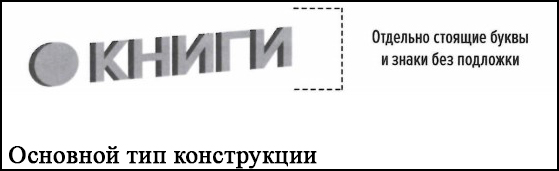 КНИГИ
Отдельно стоящие буквы
и знаки без подложки
Основной тип конструкции